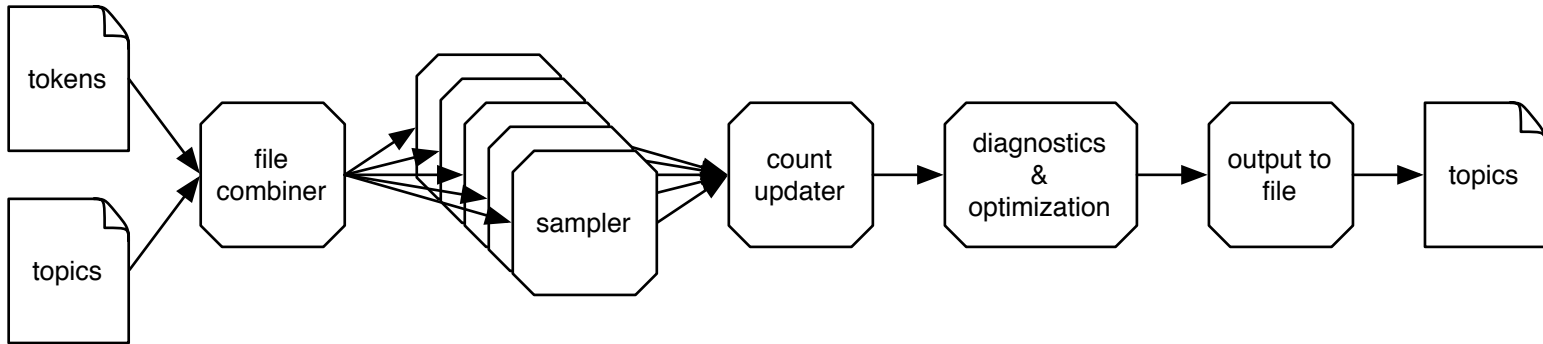 tokens
topics
file
combiner
sampler
count
updater
diagnostics
&
optimization
output to
file
topics